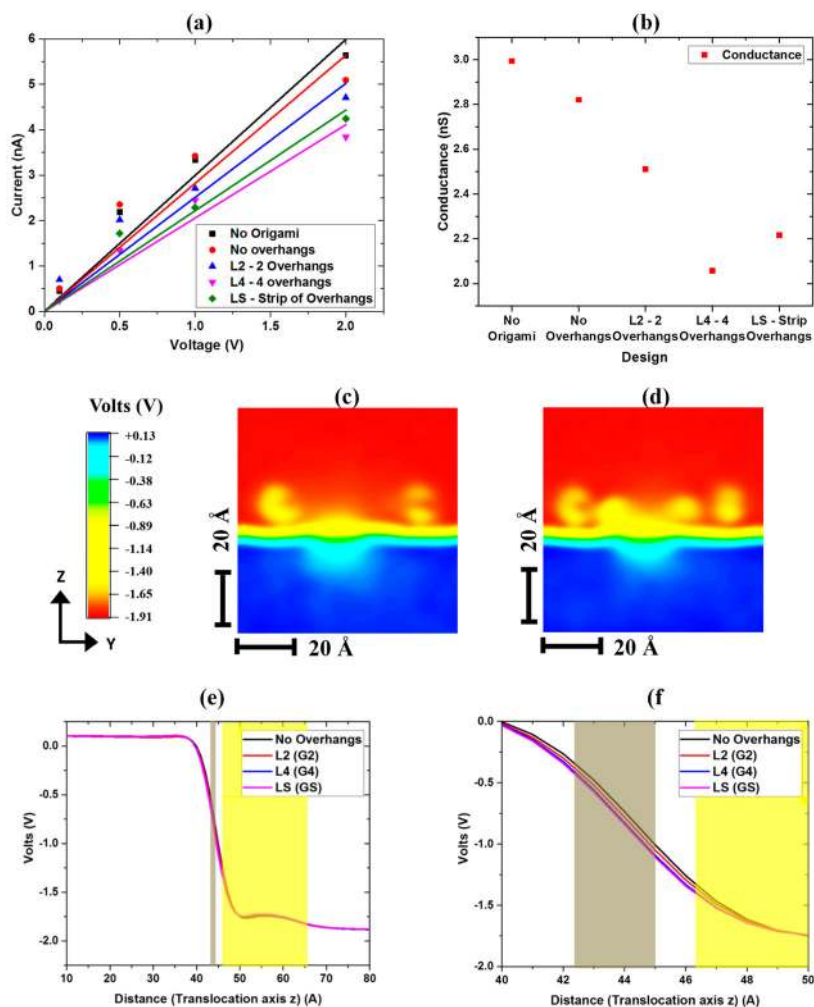 (a)
Current (nA)
6
5
4
3
2
1
0
0.0 0.5 1.0 1.5 2.0
Voltage (V)
No Origami
No overhangs
L2 - 2 Overhangs
L4 - 4 overhangs
LS - Strip of Overhangs
(b)
Conductance (nS)
3.0
2.8
2.6
2.4
2.2
2.0
Conductance
No No L2 - 2 L4 - 4 LS - Strip
Origami Overhangs Overhangs Overhangs Overhangs
Design
Volts (V)
+0.13
-0.12
-0.38
-0.63
-0.89
-1.14
-1.40
-1.65
-1.91
Z
Y
(c)
20 Å
20 Å
(d)
20 Å
20 Å
(e)
Volts (V)
0.0
-0.5
-1.0
-1.5
-2.0
10 20 30 40 50 60 70 80
Distance (Translocation axis z) (A)
No Overhangs
L2 (G2)
L4 (G4)
LS (GS)
(f)
Volts (V)
0.0
-0.5
-1.0
-1.5
-2.0
40 42 44 46 48 50
Distance (Translocation axis z) (A)
No Overhangs
L2 (G2)
L4 (G4)
LS (GS)